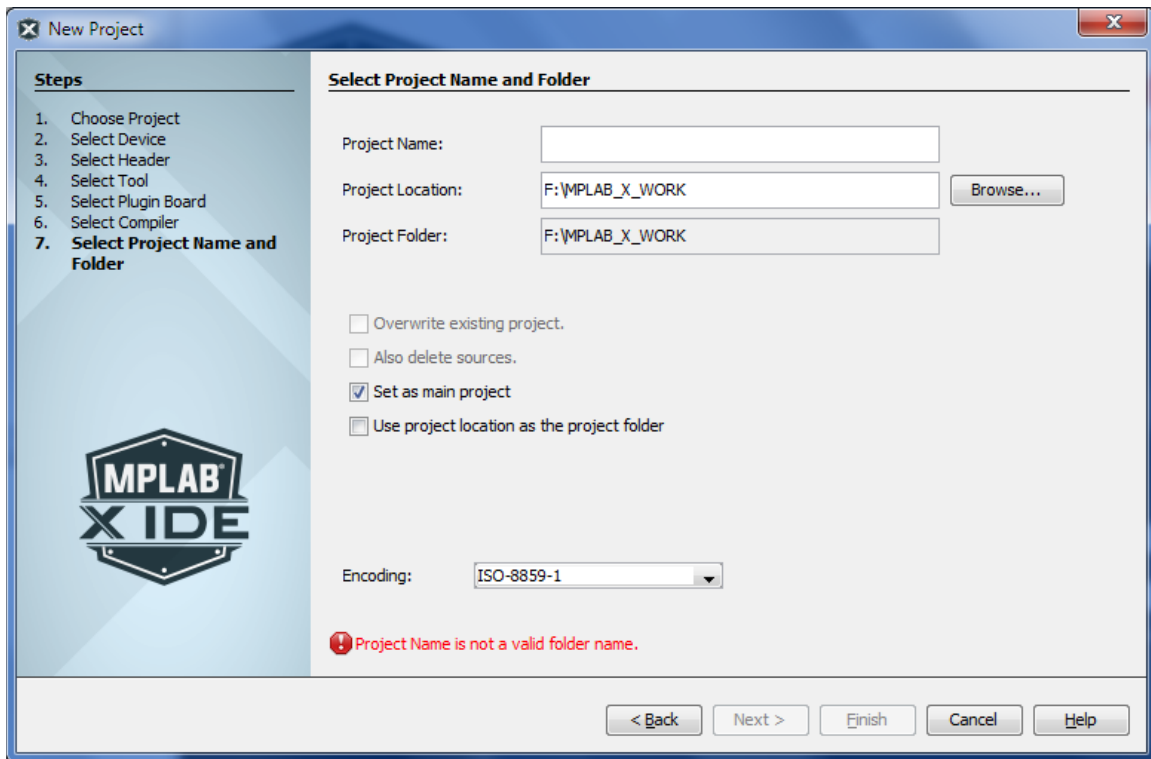 New Project
Steps
1. Choose Project
2. Select Device
3. Select Header
4. Select Tool
5. Select Plugin Board
6. Select Compiler
7. Select Project Name and
Folder
MPLAB®
X IDE
Select Project Name and Folder
Project Name:
Project Location: F:\MPLAB_X_WORK Browse...
Project Folder: F:\MPLAB_X_WORK
Overwrite existing project.
Also delete sources.
Set as main project
Use project location as the project folder
Encoding: ISO-8859-1
Project Name is not a valid folder name.
< Back Next > Finish Cancel Help